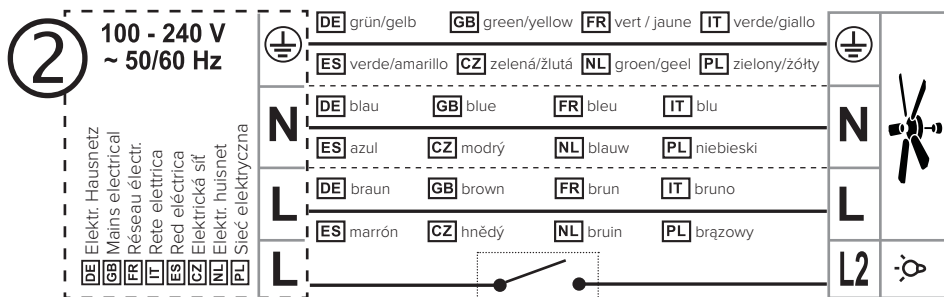 2
100 - 240 V
~ 50/60 Hz
DE Elektr. Hausnetz
GB Mains electrical
FR Réseau électr.
IT Rete elettrica
ES Red eléctrica
CZ Elektrická síť
NL Elektr. huisnet
PL Sieć elektryczna
DE grün/gelb GB green/yellow FR vert / jaune IT verde/giallo
ES verde/amarillo CZ zelená/žlutá NL groen/geel PL zielony/żółty
N DE blau GB blue FR bleu IT blu N
ES azul CZ modrý NL blauw PL niebieski
L DE braun GB brown FR brun IT bruno L
ES marrón CZ hnědý NL bruin PL brązowy
L L2